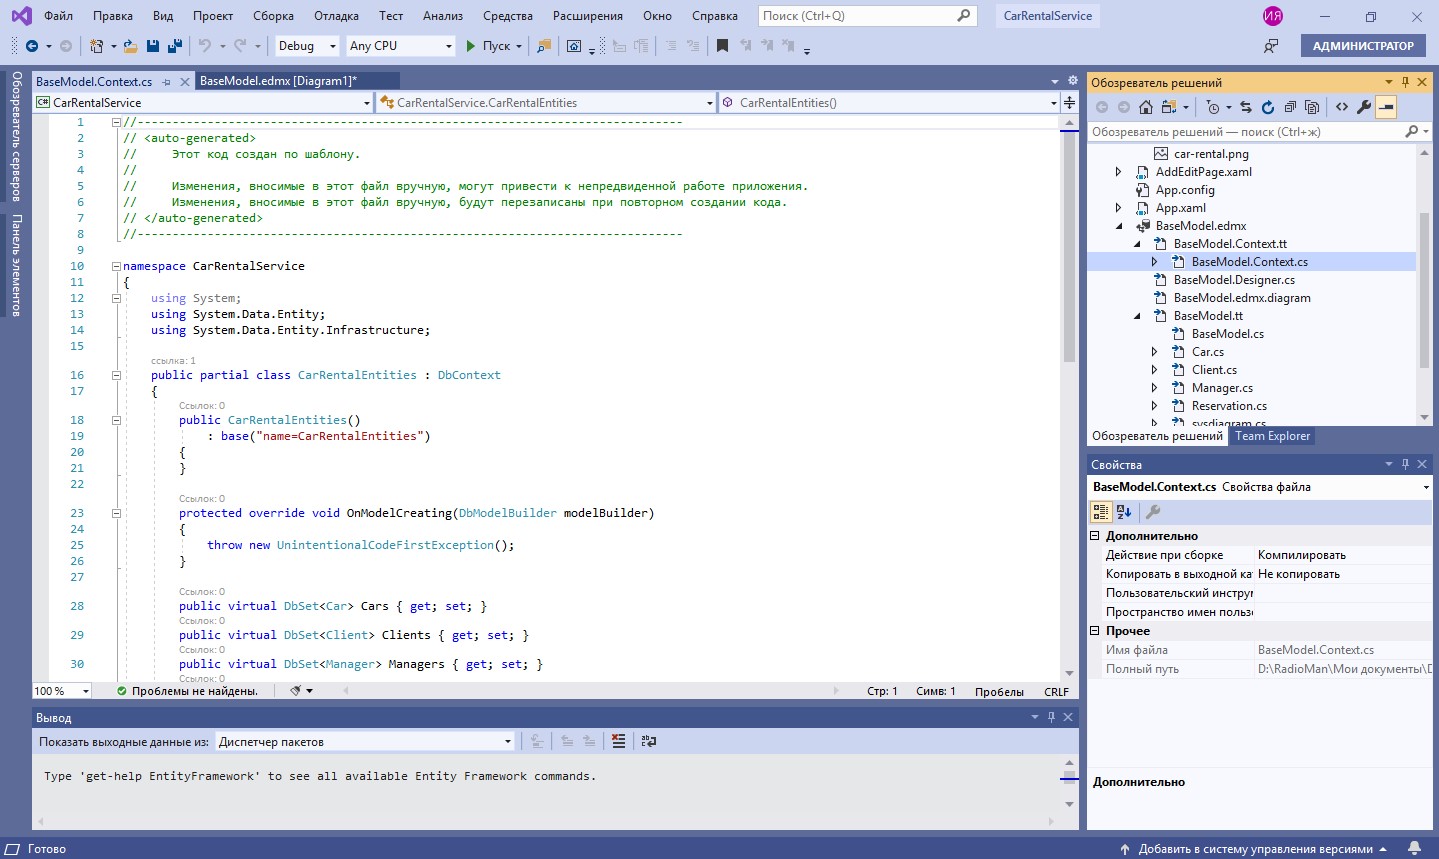 Файл Правка Вид Проект Сборка Отладка Тест Анализ Средства Расширения Окно Справка Поиск (Ctrl+Q) CarRentalService ИЯ
Debug Any CPU Пуск АДМИНИСТРАТОР
Обозреватель серверов
Панель элементов
BaseModel.Context.cs BaseModel.edmx [Diagram1]*
CarRentalService CarRentalService.CarRentalEntities CarRentalEntities()
1 //------------------------------------------------------------------------------
2 // <auto-generated>
3 //     Этот код создан по шаблону.
4 //
5 //     Изменения, вносимые в этот файл вручную, могут привести к непредвиденной работе приложения.
6 //     Изменения, вносимые в этот файл вручную, будут перезаписаны при повторном создании кода.
7 // </auto-generated>
8 //------------------------------------------------------------------------------
9
10 namespace CarRentalService
11 {
12     using System;
13     using System.Data.Entity;
14     using System.Data.Entity.Infrastructure;
15
ссылка: 1
16     public partial class CarRentalEntities : DbContext
17     {
Ссылок: 0
18         public CarRentalEntities()
19             : base("name=CarRentalEntities")
20         {
21         }
22
Ссылок: 0
23         protected override void OnModelCreating(DbModelBuilder modelBuilder)
24         {
25             throw new UnintentionalCodeFirstException();
26         }
27
Ссылок: 0
28         public virtual DbSet<Car> Cars { get; set; }
Ссылок: 0
29         public virtual DbSet<Client> Clients { get; set; }
Ссылок: 0
30         public virtual DbSet<Manager> Managers { get; set; }
Ссылок: 0
100 % Проблемы не найдены. Стр: 1 Симв: 1 Пробелы CRLF
Вывод
Показать выходные данные из: Диспетчер пакетов
Type 'get-help EntityFramework' to see all available Entity Framework commands.
Обозреватель решений
Обозреватель решений — поиск (Ctrl+ж)
car-rental.png
AddEditPage.xaml
App.config
App.xaml
BaseModel.edmx
BaseModel.Context.tt
BaseModel.Context.cs
BaseModel.Designer.cs
BaseModel.edmx.diagram
BaseModel.tt
BaseModel.cs
Car.cs
Client.cs
Manager.cs
Reservation.cs
sysdiagram.cs
Обозреватель решений Team Explorer
Свойства
BaseModel.Context.cs Свойства файла
Дополнительно
Действие при сборке Компилировать
Копировать в выходной ка Не копировать
Пользовательский инструм
Пространство имен пользо
Прочее
Имя файла BaseModel.Context.cs
Полный путь D:\RadioMan\Мои документы\D
Дополнительно
Готово Добавить в систему управления версиями